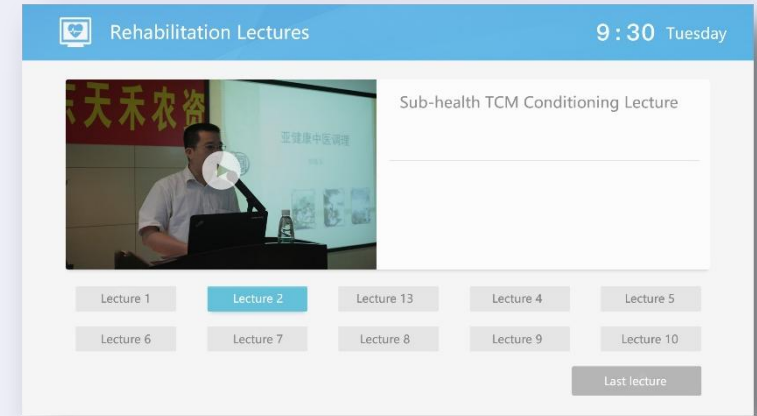 Rehabilitation Lectures
9:30 Tuesday
天禾农资
亚健康中医调理
Sub-health TCM Conditioning Lecture
Lecture 1
Lecture 2
Lecture 13
Lecture 4
Lecture 5
Lecture 6
Lecture 7
Lecture 8
Lecture 9
Lecture 10
Last lecture